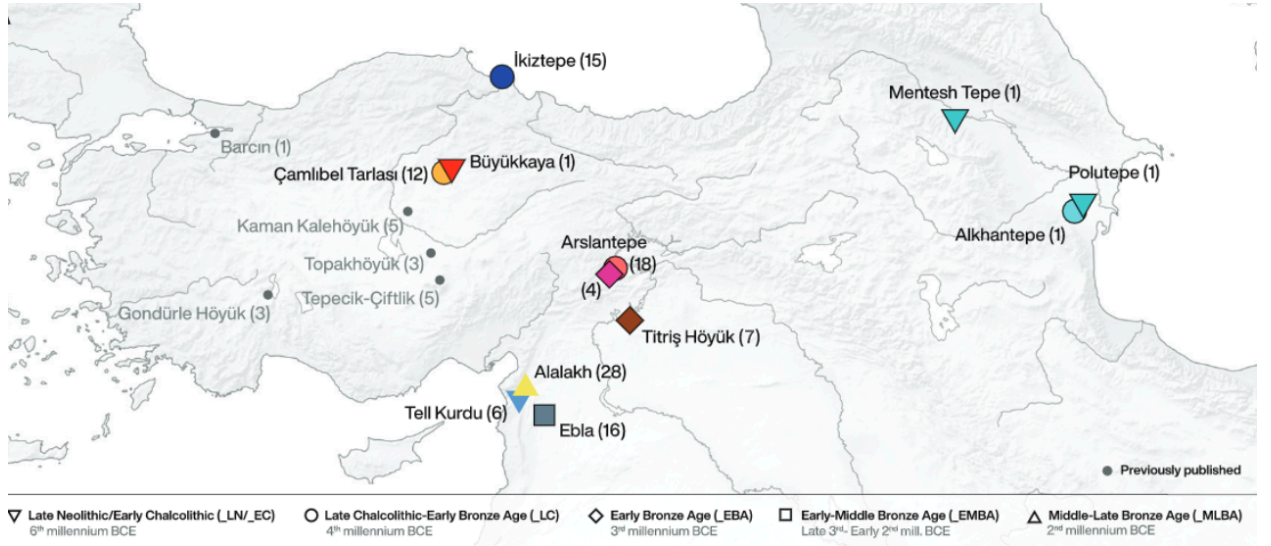 İkiztepe (15)
Mentesh Tepe (1)
Barcın (1)
Büyükkaya (1)
Çamlıbel Tarlası (12)
Polutepe (1)
Kaman Kalehöyük (5)
Alkhantepe (1)
Arslantepe
(18)
Topakhöyük (3)
(4)
Tepecik-Çiftlik (5)
Gondürle Höyük (3)
Titriş Höyük (7)
Alalakh (28)
Tell Kurdu (6)
Ebla (16)
Previously published
Late Neolithic/Early Chalcolithic (_LN/_EC)
6th millennium BCE
Late Chalcolithic-Early Bronze Age (_LC)
4th millennium BCE
Early Bronze Age (_EBA)
3rd millennium BCE
Early-Middle Bronze Age (_EMBA)
Late 3rd- Early 2nd mill. BCE
Middle-Late Bronze Age (_MLBA)
2nd millennium BCE